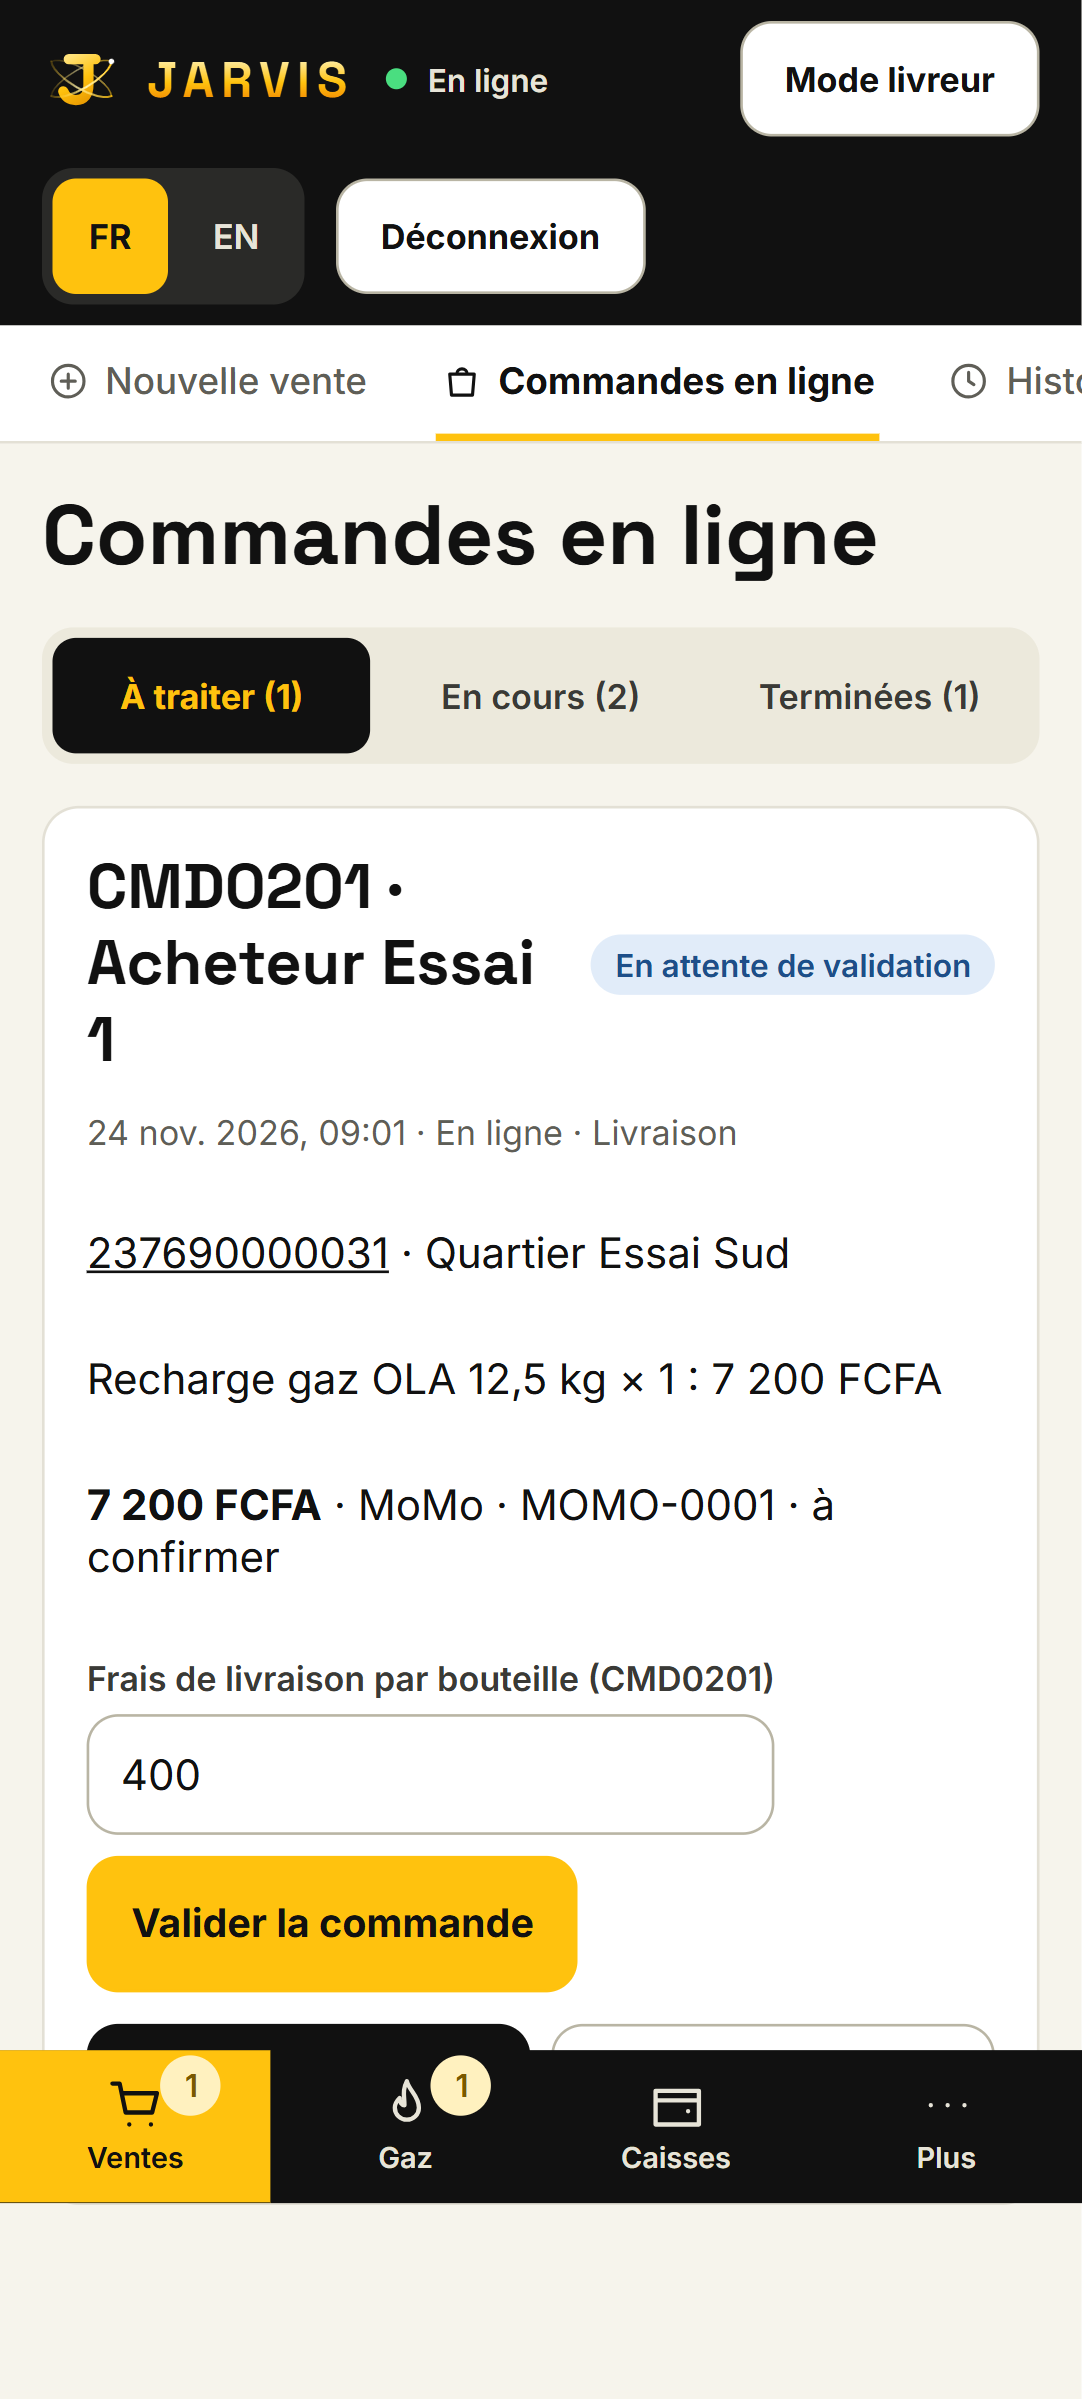 JARVIS
En ligne
Mode livreur
FR
EN
Déconnexion
Nouvelle vente
Commandes en ligne
Commandes en ligne
À traiter (1)
En cours (2)
Terminées (1)
CMD0201 ·
Acheteur Essai
1
En attente de validation
24 nov. 2026, 09:01 · En ligne · Livraison
237690000031 · Quartier Essai Sud
Recharge gaz OLA 12,5 kg × 1 : 7 200 FCFA
7 200 FCFA · MoMo · MOMO-0001 · à
confirmer
Frais de livraison par bouteille (CMD0201)
400
Valider la commande
1
Ventes
1
Gaz
Caisses
Plus